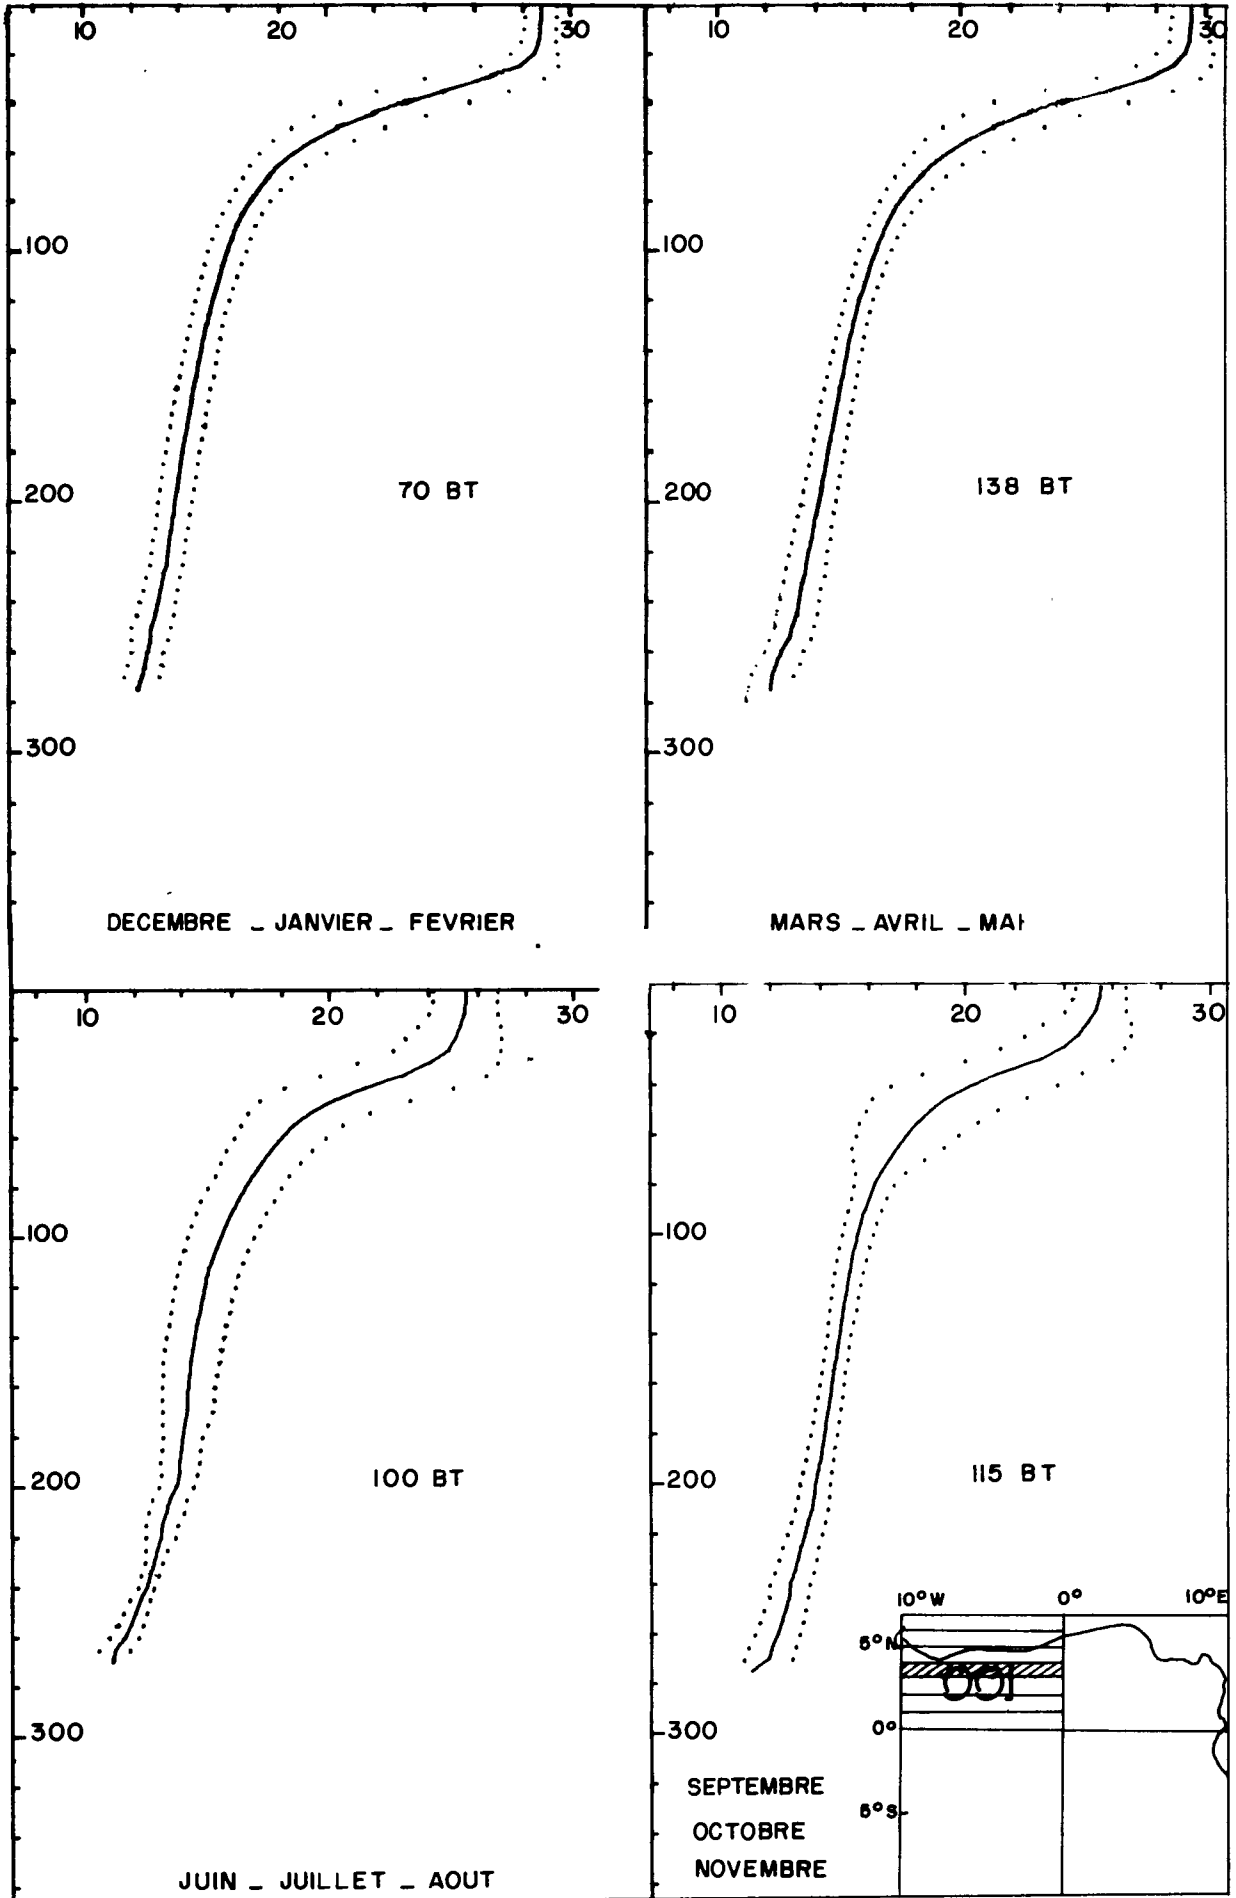 10 20 30
100
200
70 BT
300
DECEMBRE _ JANVIER _ FEVRIER
10 20 30
100
200
138 BT
300
MARS _ AVRIL _ MAI
10 20 30
100
200
100 BT
300
JUIN _ JUILLET _ AOUT
10 20 30
100
200
115 BT
300
SEPTEMBRE
OCTOBRE
NOVEMBRE
10°W 0° 10°E
5°N
0°
5°S